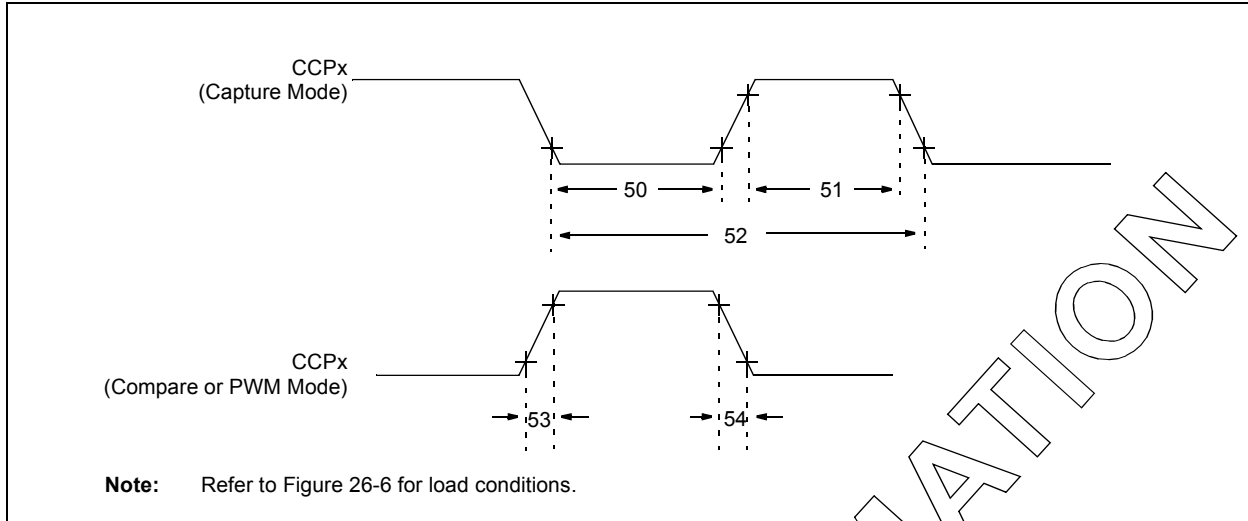 CCPx
(Capture Mode)
50
51
52
CCPx
(Compare or PWM Mode)
53
54
Note: Refer to Figure 26-6 for load conditions.